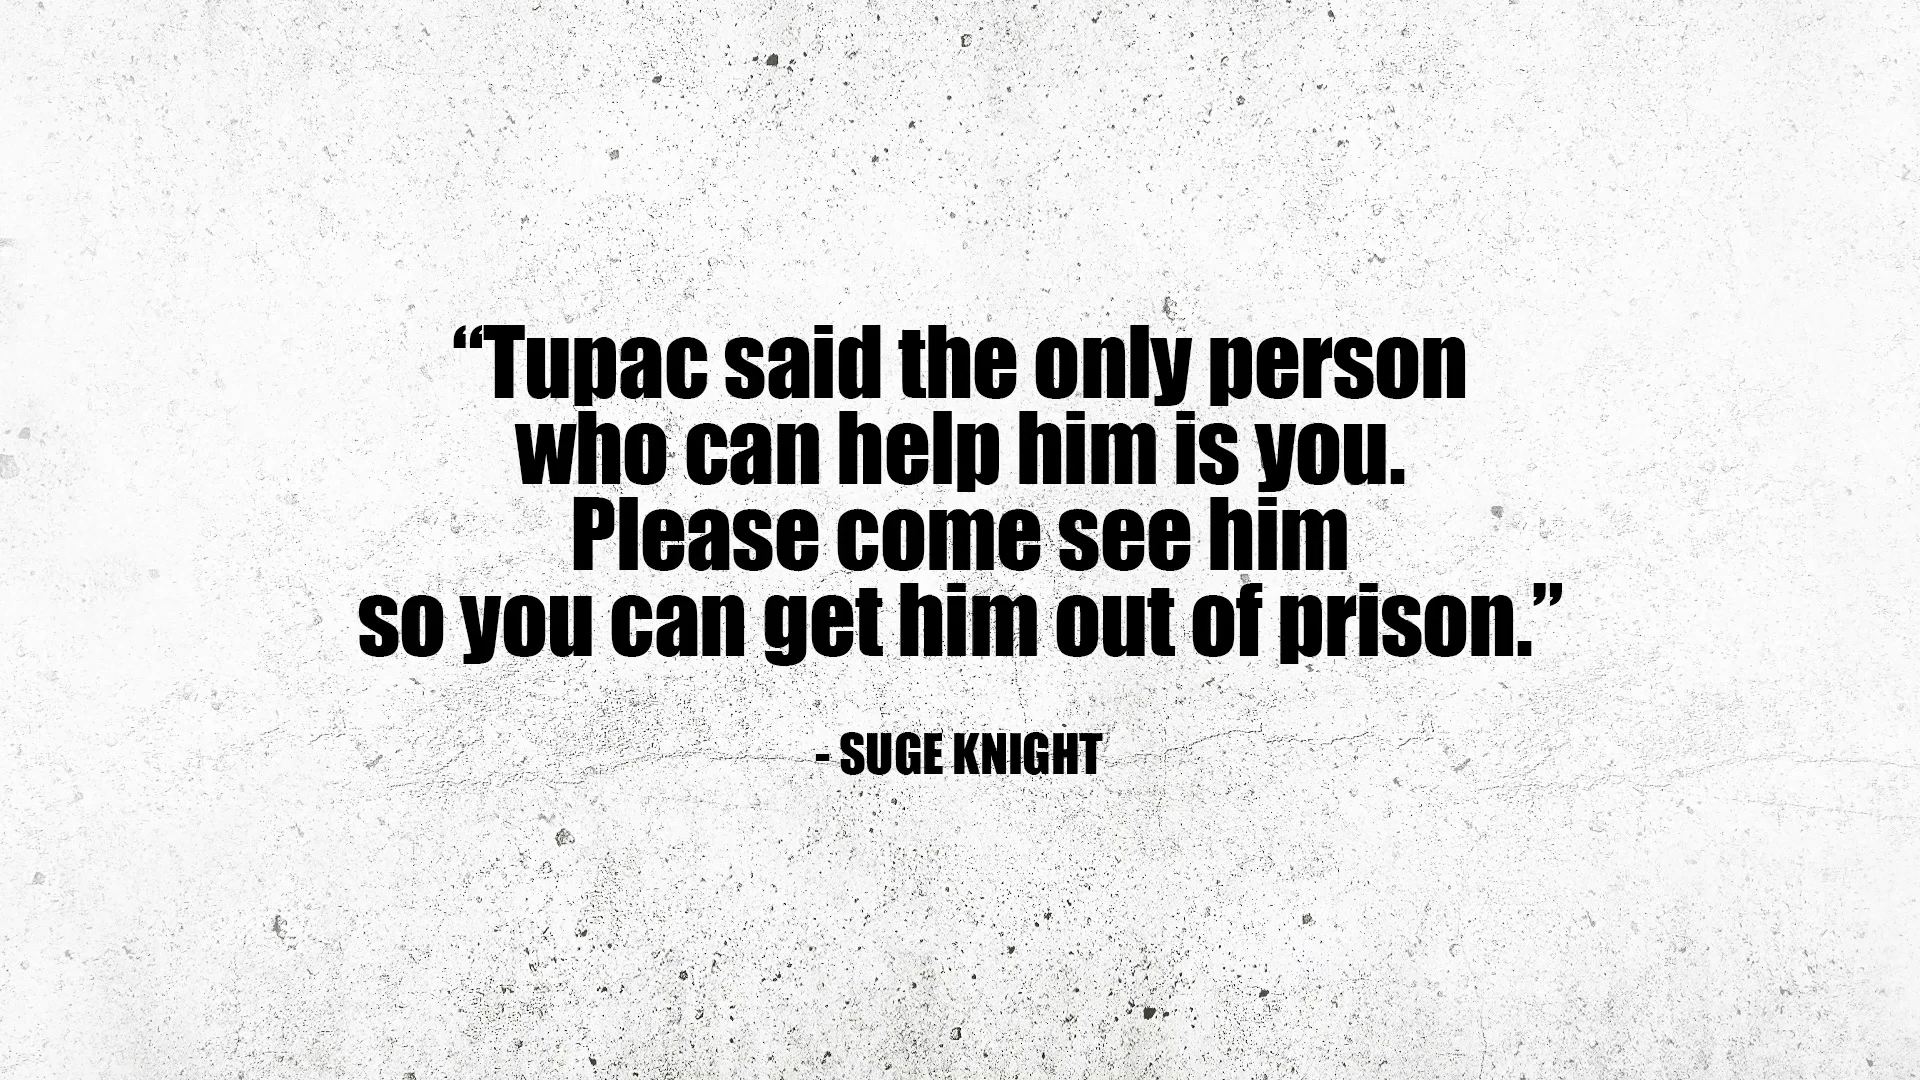 “Tupac said the only person
who can help him is you.
Please come see him
so you can get him out of prison.”
- SUGE KNIGHT